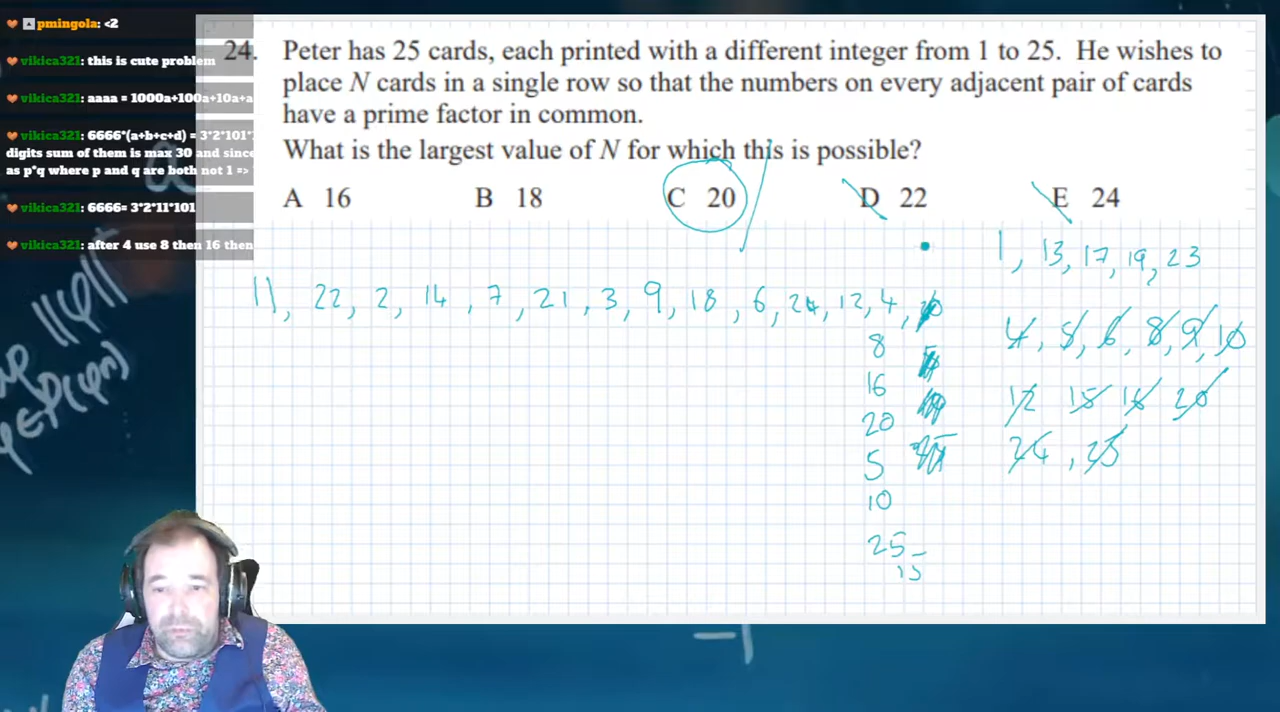 pmingola: <2
vikica321: this is cute problem
vikica321: aaaa = 1000a+100a+10a+a
vikica321: 6666*(a+b+c+d) = 3*2*101*
digits sum of them is max 30 and since
as p*q where p and q are both not 1 =>
vikica321: 6666= 3*2*11*101
vikica321: after 4 use 8 then 16 then
24. Peter has 25 cards, each printed with a different integer from 1 to 25. He wishes to
place N cards in a single row so that the numbers on every adjacent pair of cards
have a prime factor in common.
What is the largest value of N for which this is possible?
A 16 B 18 C 20 D 22 E 24
1, 13, 17, 19, 23
11, 22, 2, 14, 7, 21, 3, 9, 18, 6, 24, 12, 4,
8
16
20
5
10
25
15
4, 5, 6, 8, 9, 10
12 15 16 20
24, 25
||φ||
φ∈P(φⁿ)
-1